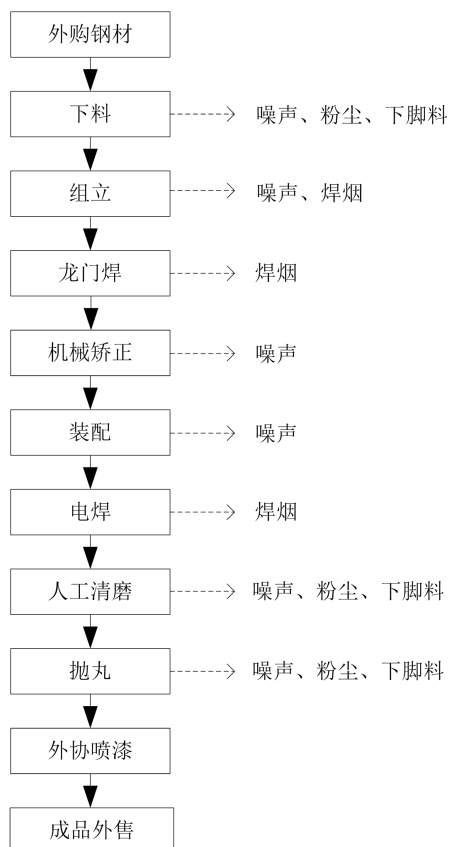 外购钢材
下料 噪声、粉尘、下脚料
组立 噪声、焊烟
龙门焊 焊烟
机械矫正 噪声
装配 噪声
电焊 焊烟
人工清磨 噪声、粉尘、下脚料
抛丸 噪声、粉尘、下脚料
外协喷漆
成品外售